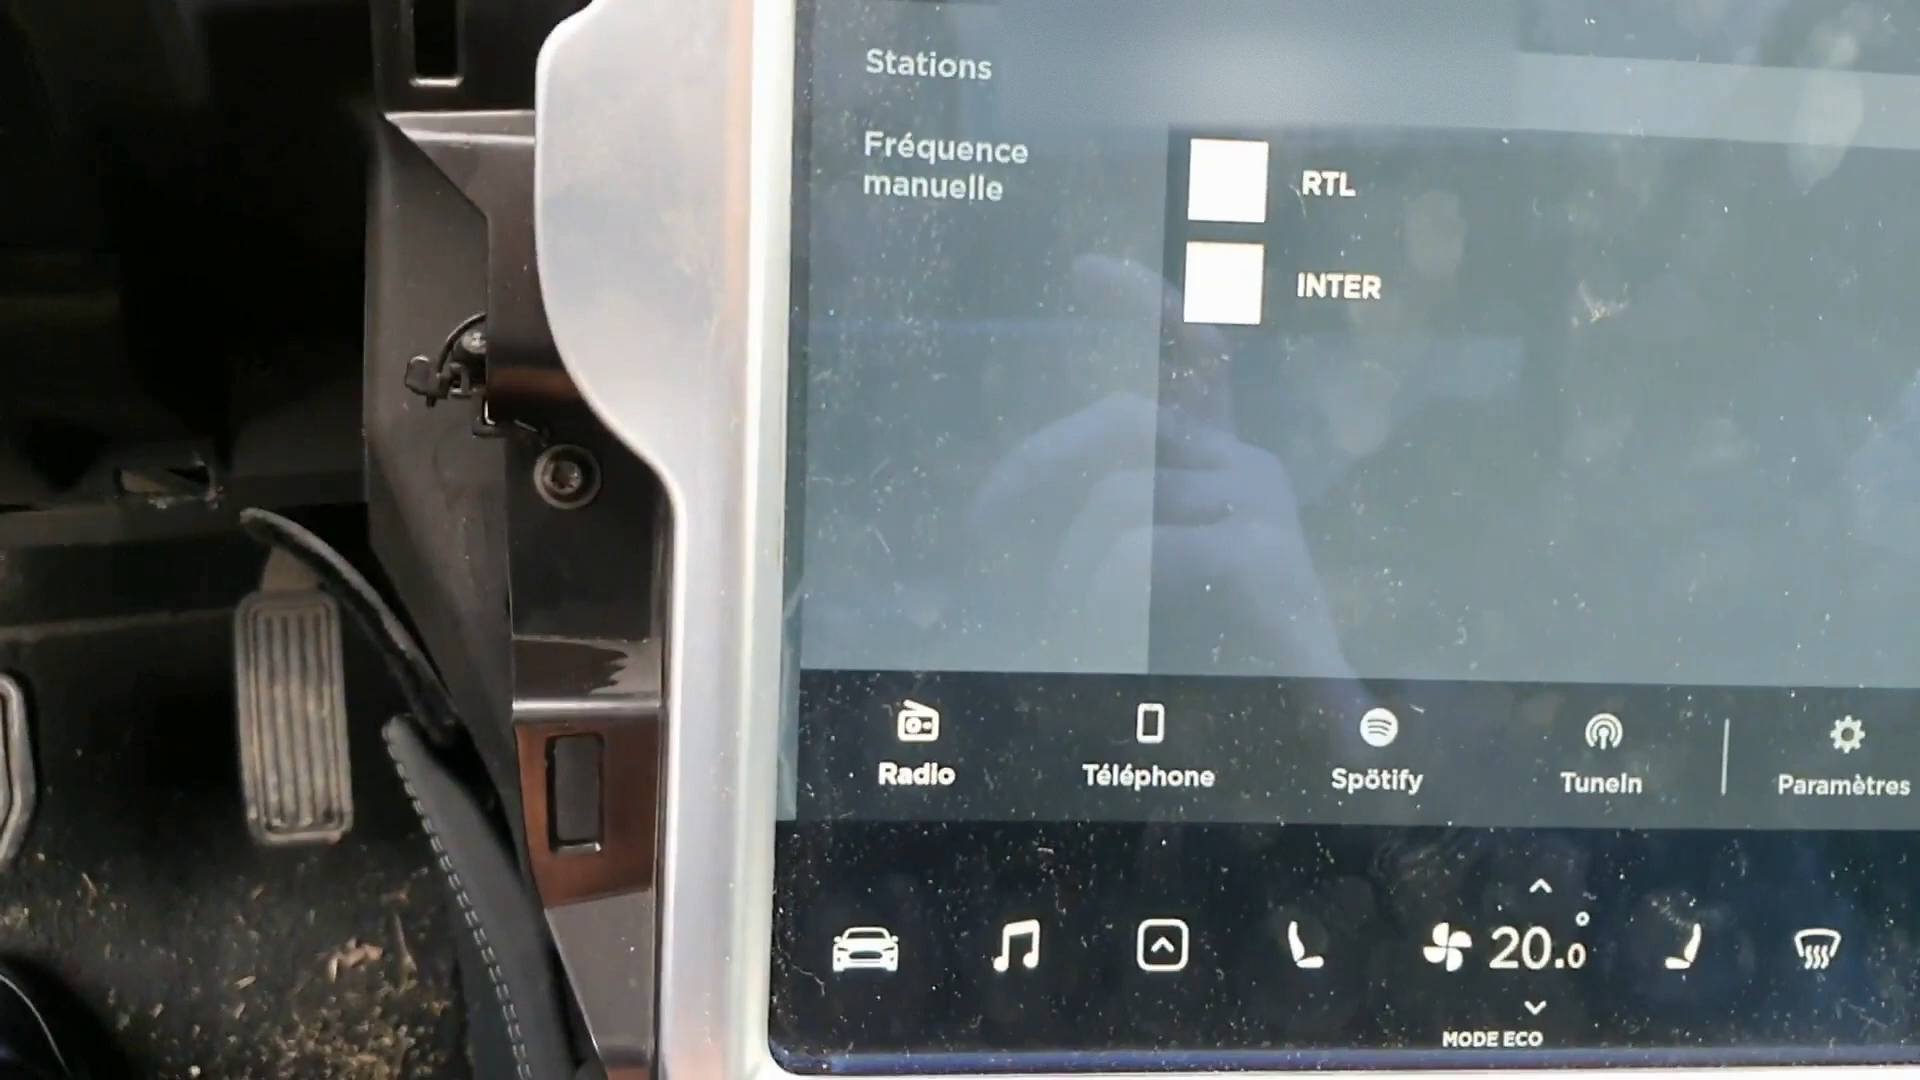 Stations
Fréquence
manuelle
RTL
INTER
Radio
Téléphone
Spötify
TuneIn
Paramètres
20.0°
MODE ECO